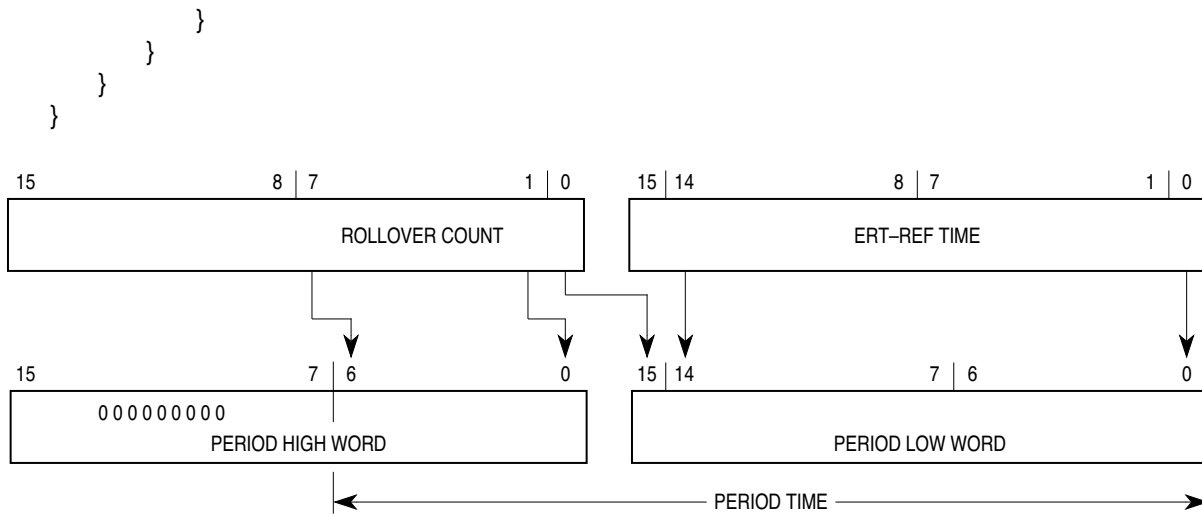 }
}
}
}
15 8 7 1 0 15 14 8 7 1 0
ROLLOVER COUNT ERT–REF TIME
15 7 6 0 15 14 7 6 0
0 0 0 0 0 0 0 0 0
PERIOD HIGH WORD PERIOD LOW WORD
PERIOD TIME